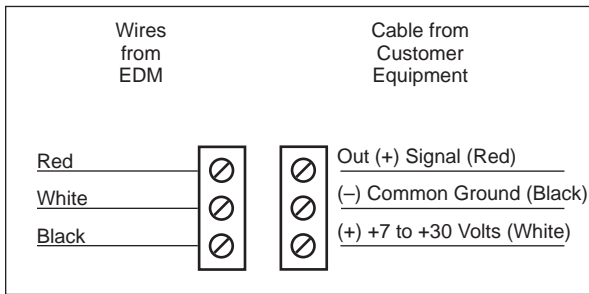 Wires
from
EDM
Cable from
Customer
Equipment
Red
White
Black
Out (+) Signal (Red)
(–) Common Ground (Black)
(+) +7 to +30 Volts (White)